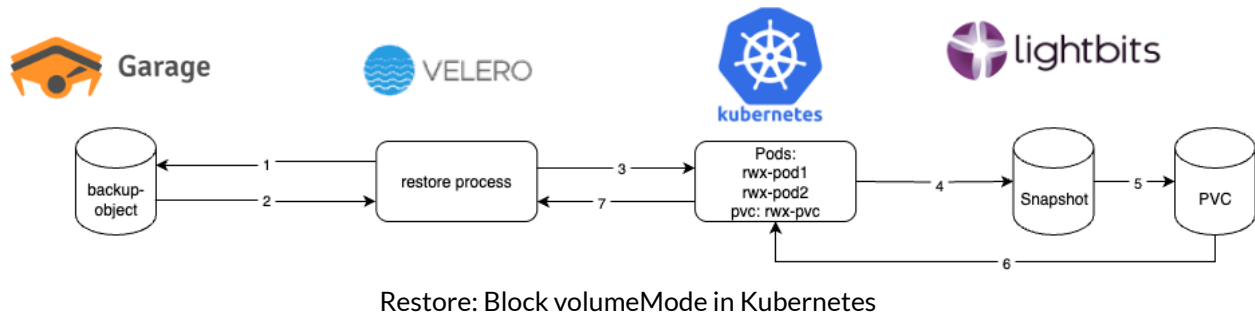 Garage
VELERO
kubernetes
lightbits
backup-
object
1
2
restore process
3
7
Pods:
rwx-pod1
rwx-pod2
pvc: rwx-pvc
4
Snapshot
5
PVC
6
Restore: Block volumeMode in Kubernetes